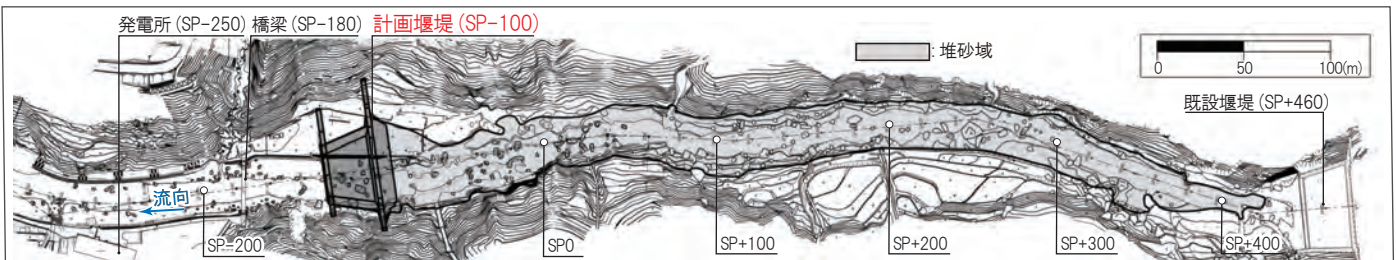 発電所(SP-250) 橋梁(SP-180) 計画堰堤(SP-100)
:堆砂域
0 50 100(m)
既設堰堤(SP+460)
流向
SP-200 SP0 SP+100 SP+200 SP+300 SP+400